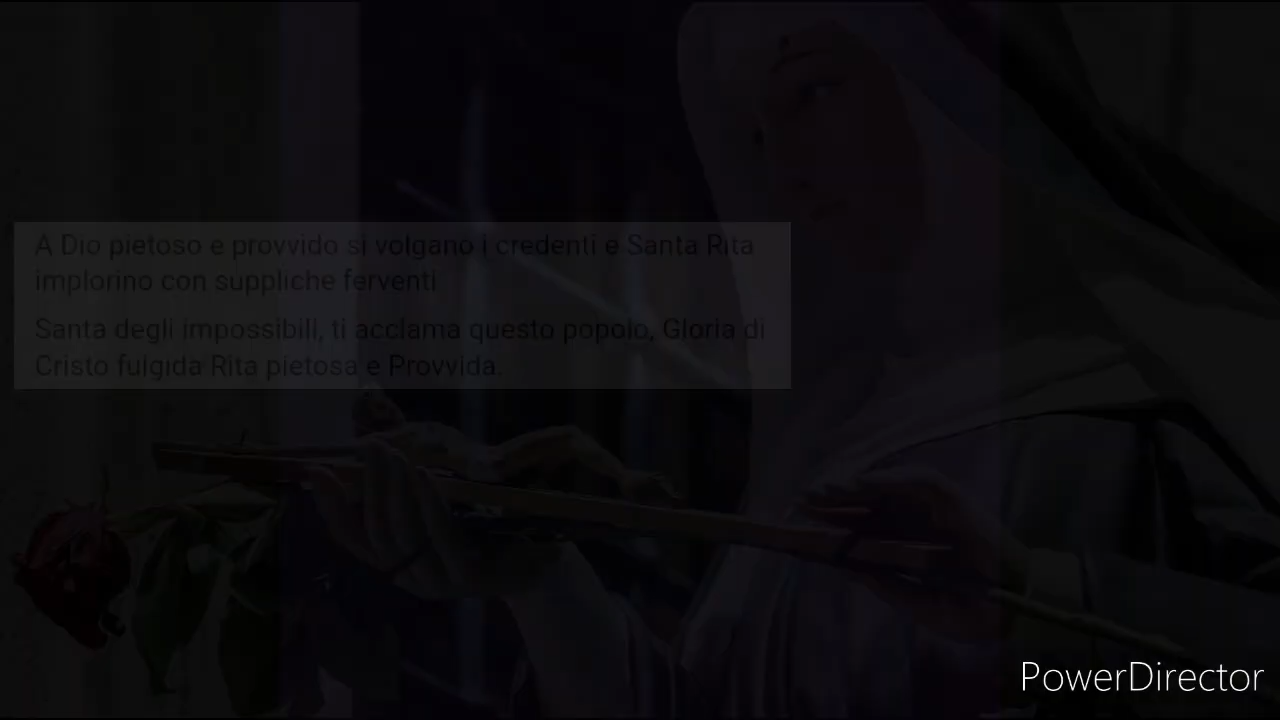 A Dio pietoso e provvido si volgano i credenti e Santa Rita
implorino con suppliche ferventi
Santa degli impossibili, ti acclama questo popolo, Gloria di
Cristo fulgida Rita pietosa e Provvida.
PowerDirector